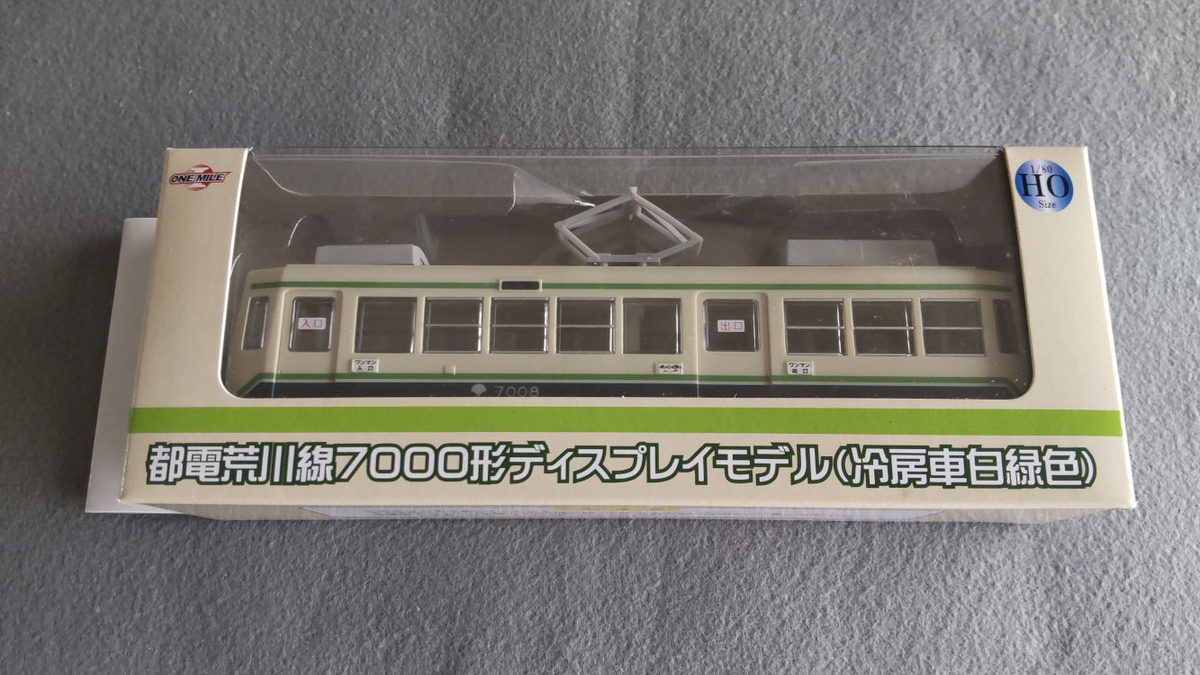 ONE MILE
1/80
HO
Size
入口
出口
ワンマン
入口
ワンマン
出口
7008
都電荒川線7000形ディスプレイモデル(冷房車白緑色)